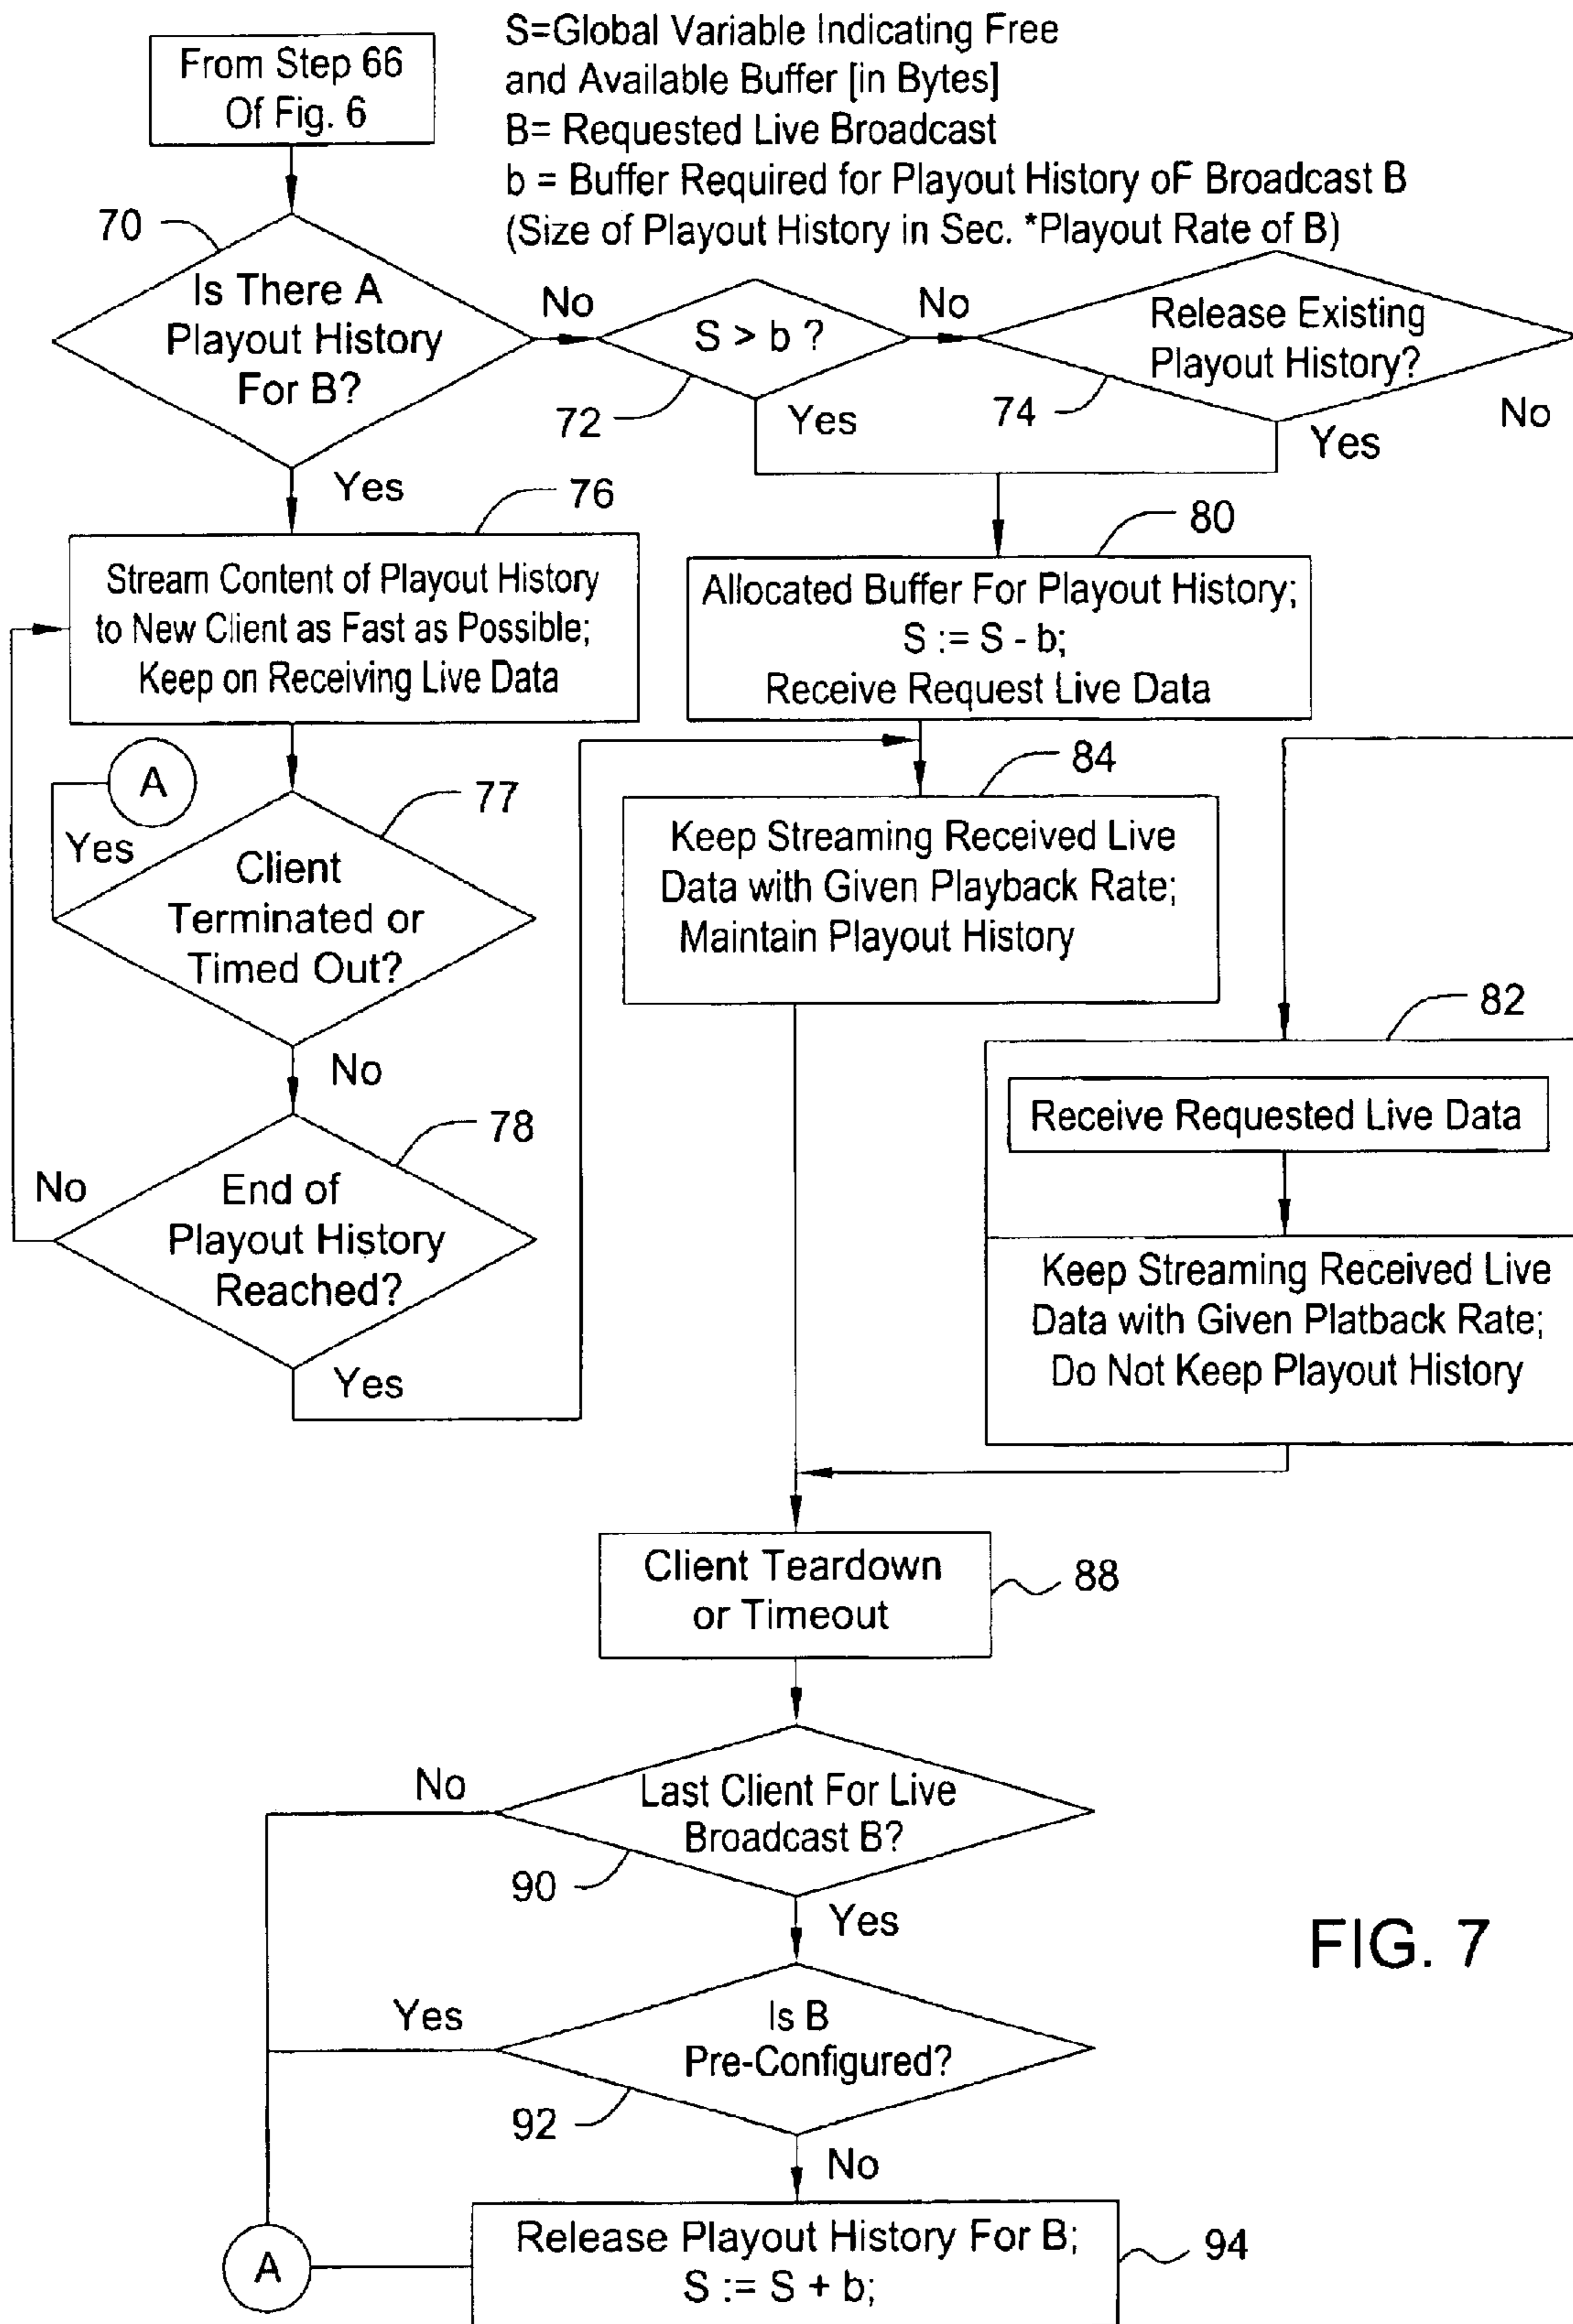 From Step 66
Of Fig. 6
S=Global Variable Indicating Free
and Available Buffer [in Bytes]
B= Requested Live Broadcast
b = Buffer Required for Playout History oF Broadcast B
(Size of Playout History in Sec. *Playout Rate of B)
70
Is There A
Playout History
For B?
No
S > b ?
No
Release Existing
Playout History?
72
Yes
74
Yes
No
Yes
76
Stream Content of Playout History
to New Client as Fast as Possible;
Keep on Receiving Live Data
80
Allocated Buffer For Playout History;
S := S - b;
Receive Request Live Data
A
Yes
77
Client
Terminated or
Timed Out?
No
84
Keep Streaming Received Live
Data with Given Playback Rate;
Maintain Playout History
82
Receive Requested Live Data
Keep Streaming Received Live
Data with Given Platback Rate;
Do Not Keep Playout History
78
No
End of
Playout History
Reached?
Yes
Client Teardown
or Timeout
88
No
Last Client For Live
Broadcast B?
90
Yes
FIG. 7
Yes
Is B
Pre-Configured?
92
No
A
Release Playout History For B;
S := S + b;
94